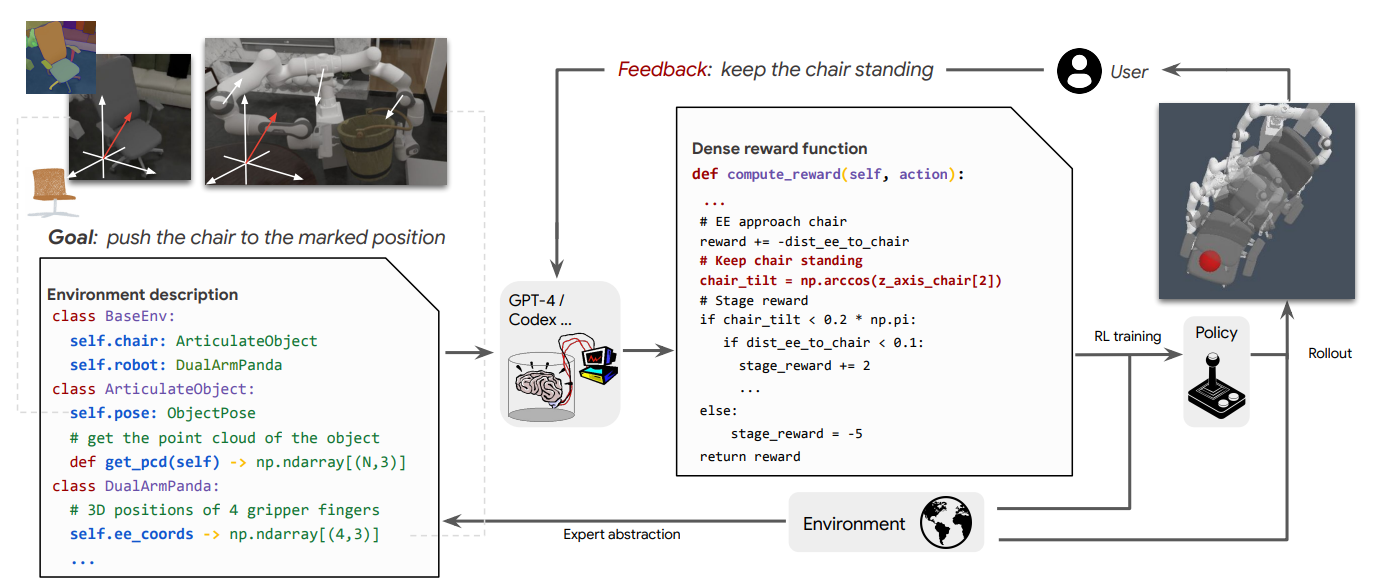 Feedback: keep the chair standing
User
Goal: push the chair to the marked position
Environment description
class BaseEnv:
self.chair: ArticulateObject
self.robot: DualArmPanda
class ArticulateObject:
self.pose: ObjectPose
# get the point cloud of the object
def get_pcd(self) -> np.ndarray[(N,3)]
class DualArmPanda:
# 3D positions of 4 gripper fingers
self.ee_coords -> np.ndarray[(4,3)]
...
GPT-4 /
Codex ...
Dense reward function
def compute_reward(self, action):
...
# EE approach chair
reward += -dist_ee_to_chair
# Keep chair standing
chair_tilt = np.arccos(z_axis_chair[2])
# Stage reward
if chair_tilt < 0.2 * np.pi:
if dist_ee_to_chair < 0.1:
stage_reward += 2
...
else:
stage_reward = -5
return reward
RL training
Policy
Rollout
Environment
Expert abstraction